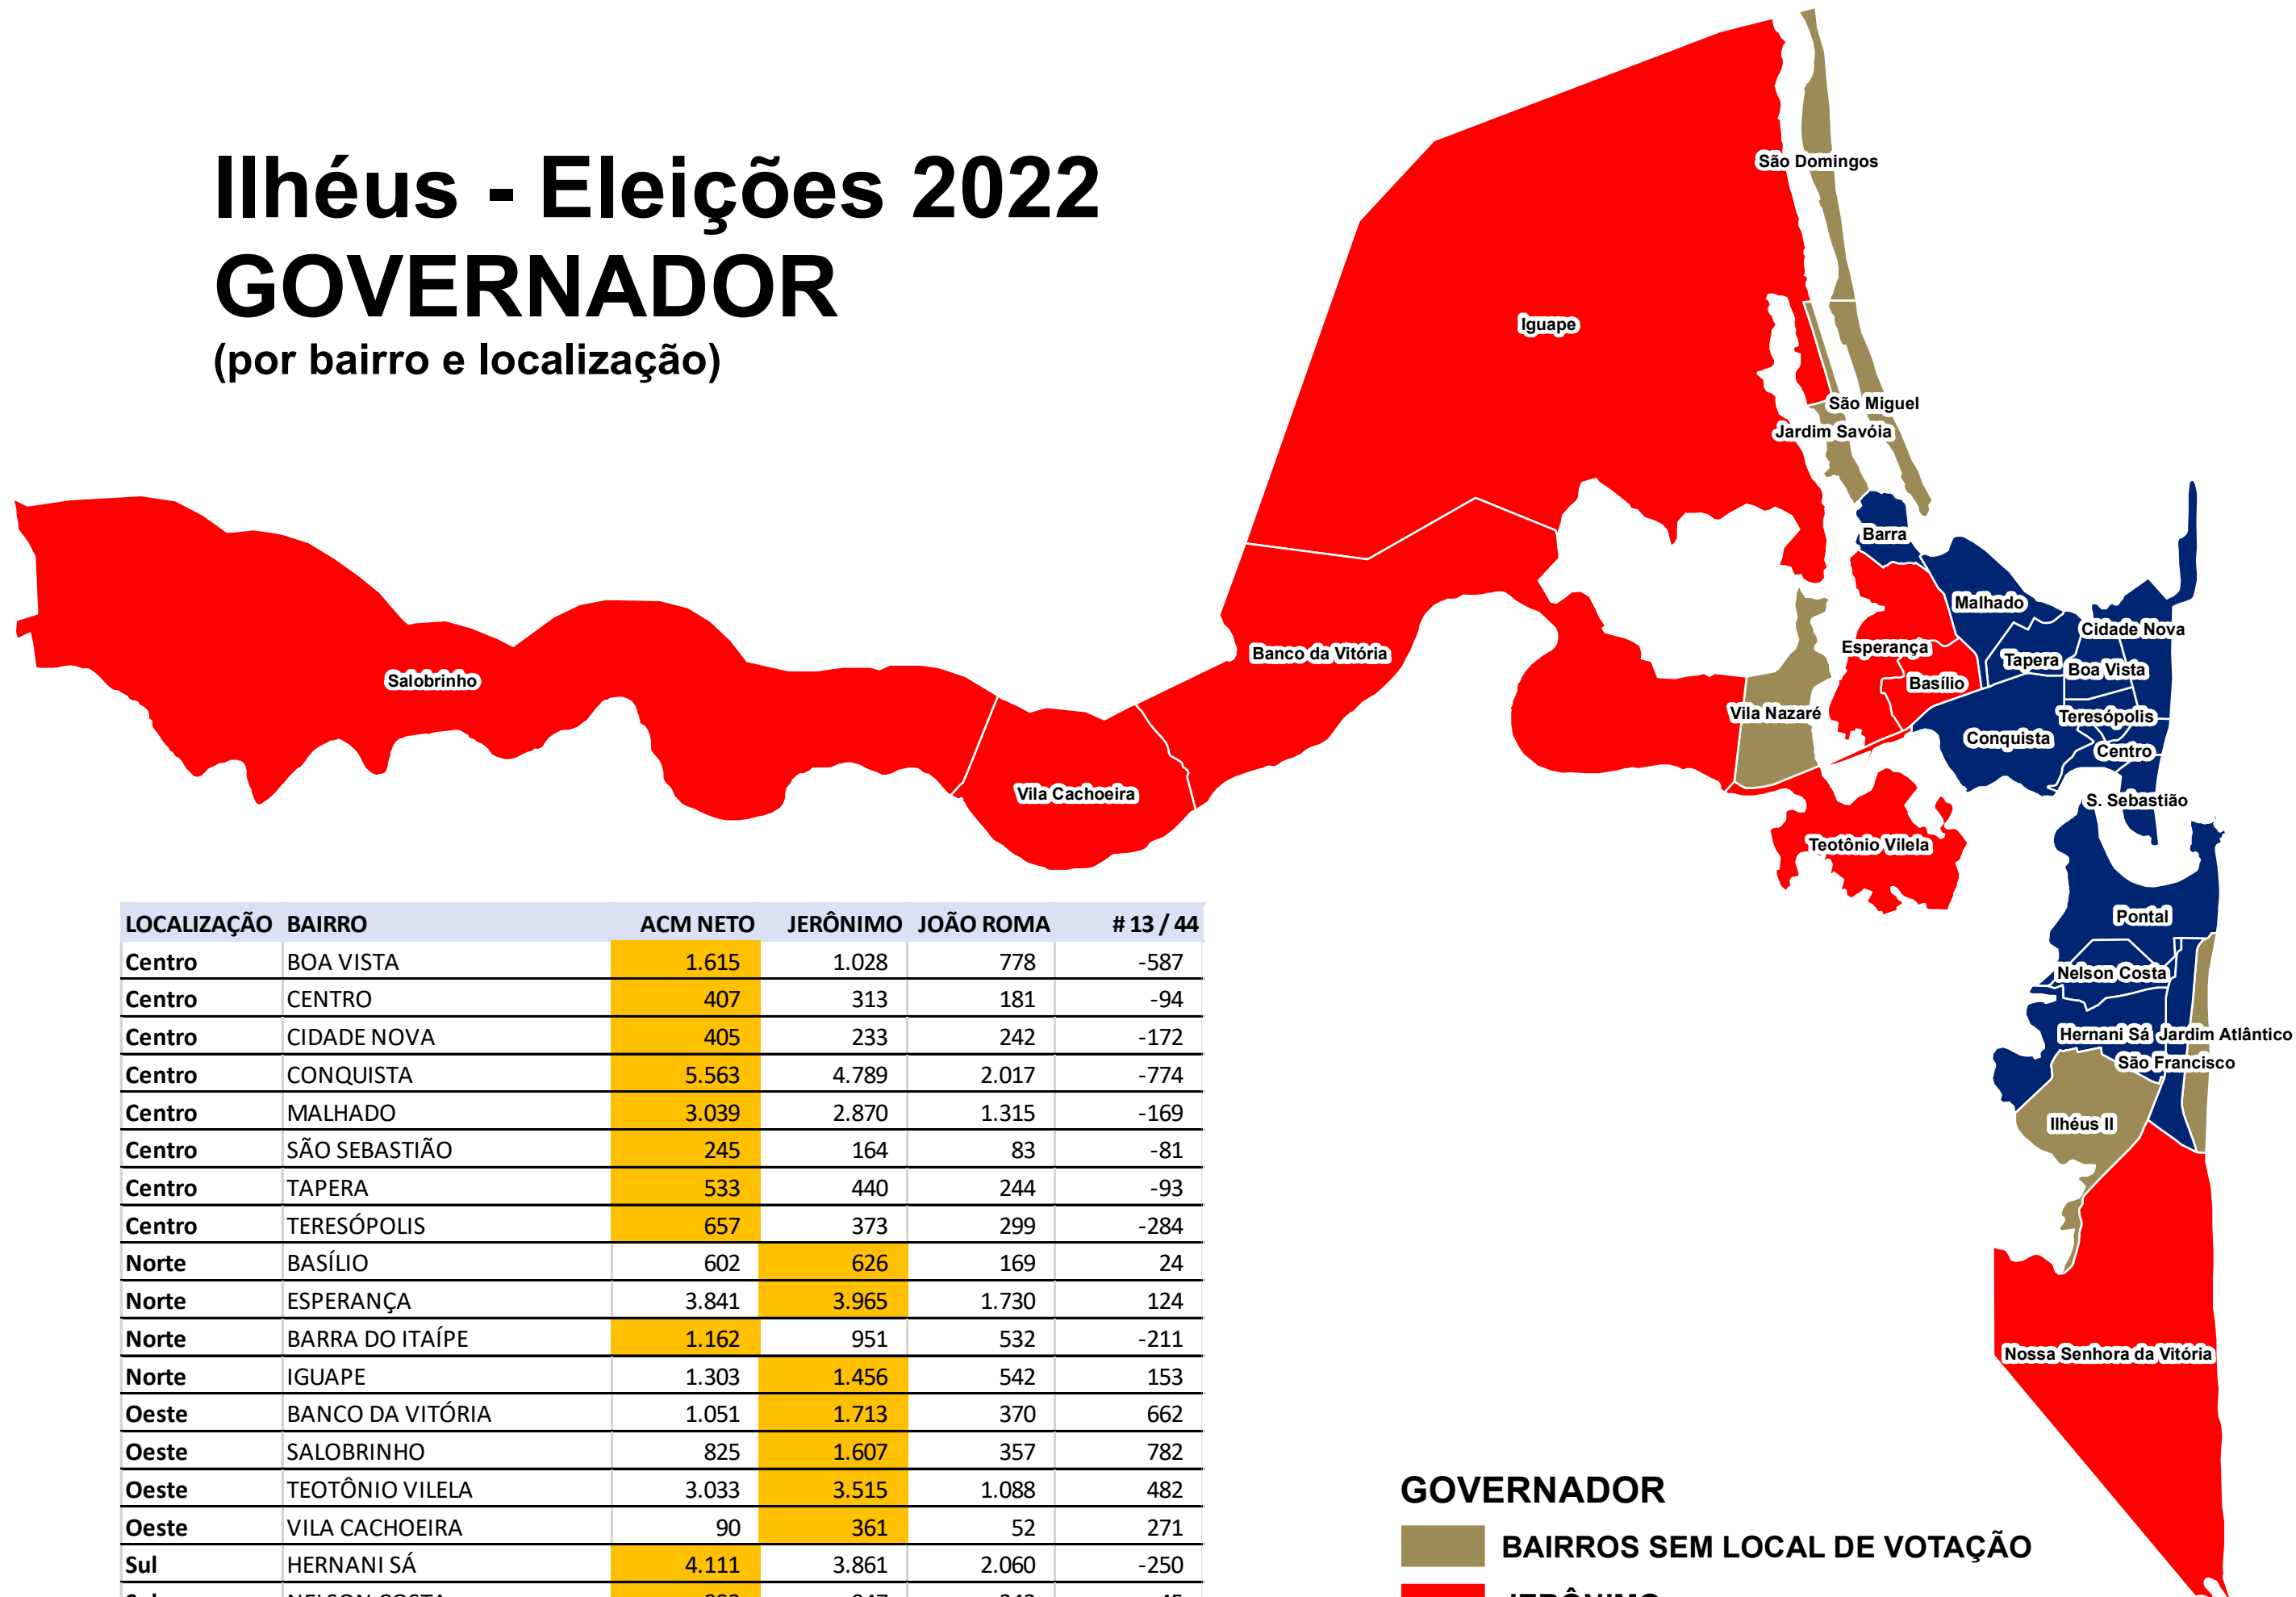 Ilhéus - Eleições 2022
GOVERNADOR
(por bairro e localização)
São Domingos
Iguape
São Miguel
Jardim Savóia
Barra
Malhado
Cidade Nova
Esperança
Tapera
Boa Vista
Banco da Vitória
Salobrinho
Basílio
Vila Nazaré
Teresópolis
Conquista
Centro
Vila Cachoeira
S. Sebastião
Teotônio Vilela
Pontal
Nelson Costa
Hernani Sá
Jardim Atlântico
São Francisco
Ilhéus II
Nossa Senhora da Vitória
LOCALIZAÇÃO BAIRRO ACM NETO JERÔNIMO JOÃO ROMA # 13 / 44
Centro BOA VISTA 1.615 1.028 778 -587
Centro CENTRO 407 313 181 -94
Centro CIDADE NOVA 405 233 242 -172
Centro CONQUISTA 5.563 4.789 2.017 -774
Centro MALHADO 3.039 2.870 1.315 -169
Centro SÃO SEBASTIÃO 245 164 83 -81
Centro TAPERA 533 440 244 -93
Centro TERESÓPOLIS 657 373 299 -284
Norte BASÍLIO 602 626 169 24
Norte ESPERANÇA 3.841 3.965 1.730 124
Norte BARRA DO ITAÍPE 1.162 951 532 -211
Norte IGUAPE 1.303 1.456 542 153
Oeste BANCO DA VITÓRIA 1.051 1.713 370 662
Oeste SALOBRINHO 825 1.607 357 782
Oeste TEOTÔNIO VILELA 3.033 3.515 1.088 482
Oeste VILA CACHOEIRA 90 361 52 271
Sul HERNANI SÁ 4.111 3.861 2.060 -250
Sul NELSON COSTA
GOVERNADOR
BAIRROS SEM LOCAL DE VOTAÇÃO
JERÔNIMO